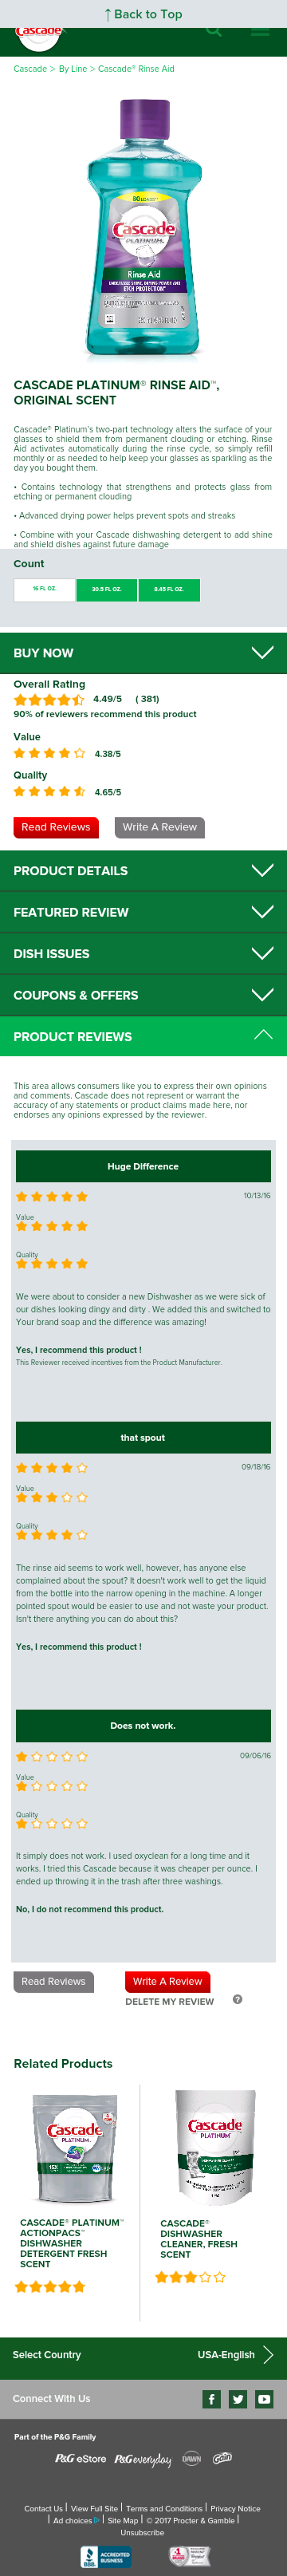 ↑ Back to Top
Cascade
Cascade > By Line > Cascade® Rinse Aid
Cascade
PLATINUM
Rinse Aid
CASCADE PLATINUM® RINSE AID™,
ORIGINAL SCENT
Cascade® Platinum's two-part technology alters the surface of your
glasses to shield them from permanent clouding or etching. Rinse
Aid activates automatically during the rinse cycle, so simply refill
monthly or as needed to help keep your glasses as sparkling as the
day you bought them.
• Contains technology that strengthens and protects glass from
etching or permanent clouding
• Advanced drying power helps prevent spots and streaks
• Combine with your Cascade dishwashing detergent to add shine
and shield dishes against future damage
Count
16 FL OZ. 30.5 FL OZ. 8.45 FL OZ.
BUY NOW
Overall Rating
4.49/5 ( 381)
90% of reviewers recommend this product
Value
4.38/5
Quality
4.65/5
Read Reviews Write A Review
PRODUCT DETAILS
FEATURED REVIEW
DISH ISSUES
COUPONS & OFFERS
PRODUCT REVIEWS
This area allows consumers like you to express their own opinions
and comments. Cascade does not represent or warrant the
accuracy of any statements or product claims made here, nor
endorses any opinions expressed by the reviewer.
Huge Difference
10/13/16
Value
Quality
We were about to consider a new Dishwasher as we were sick of
our dishes looking dingy and dirty . We added this and switched to
Your brand soap and the difference was amazing!
Yes, I recommend this product !
This Reviewer received incentives from the Product Manufacturer.
that spout
09/18/16
Value
Quality
The rinse aid seems to work well, however, has anyone else
complained about the spout? It doesn't work well to get the liquid
from the bottle into the narrow opening in the machine. A longer
pointed spout would be easier to use and not waste your product.
Isn't there anything you can do about this?
Yes, I recommend this product !
Does not work.
09/06/16
Value
Quality
It simply does not work. I used oxyclean for a long time and it
works. I tried this Cascade because it was cheaper per ounce. I
ended up throwing it in the trash after three washings.
No, I do not recommend this product.
Read Reviews Write A Review
DELETE MY REVIEW ?
Related Products
Cascade
PLATINUM
Cascade
PLATINUM
CASCADE® PLATINUM™
ACTIONPACS™
DISHWASHER
DETERGENT FRESH
SCENT
CASCADE®
DISHWASHER
CLEANER, FRESH
SCENT
Select Country USA-English
Connect With Us
Part of the P&G Family
P&G eStore P&G everyday DAWN
Contact Us | View Full Site | Terms and Conditions | Privacy Notice
| Ad choices | Site Map | © 2017 Procter & Gamble |
Unsubscribe
BBB ACCREDITED BUSINESS